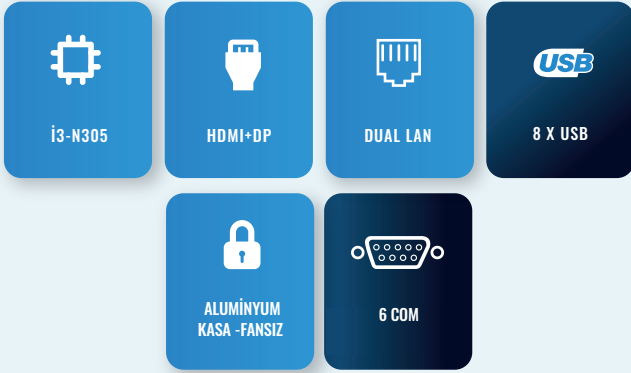 İ3-N305
HDMI+DP
DUAL LAN
USB
8 X USB
ALUMİNYUM
KASA -FANSIZ
6 COM